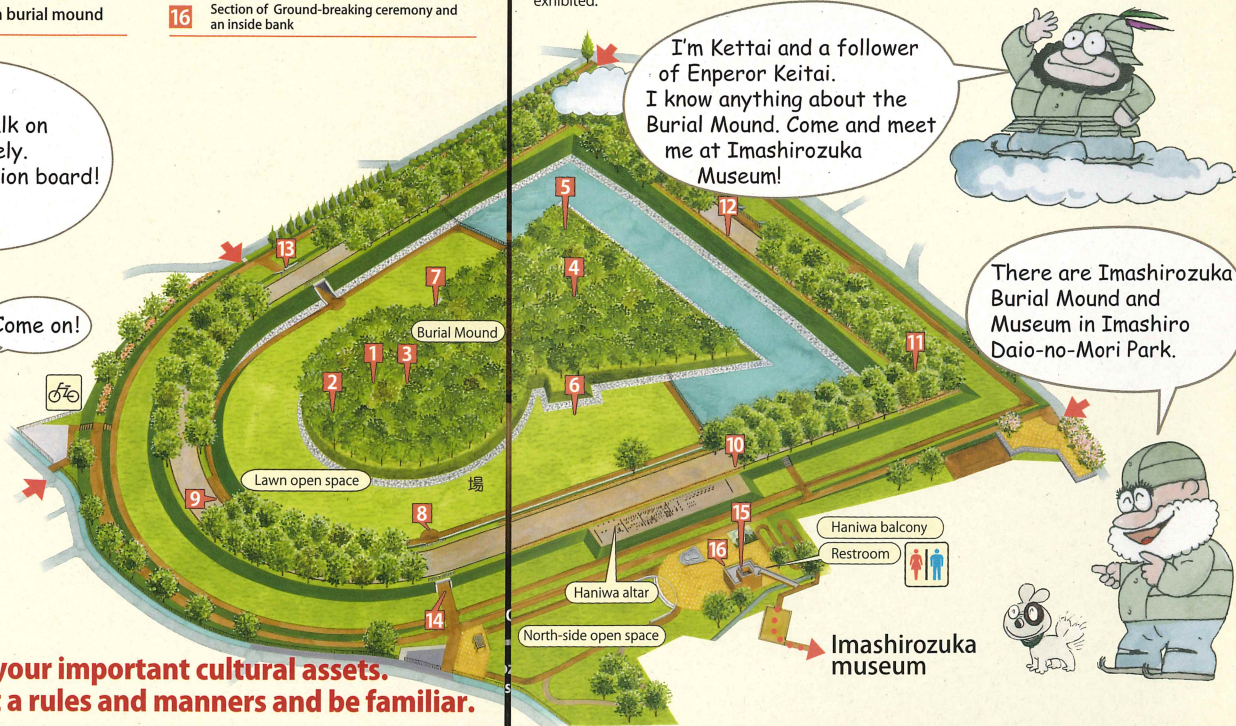 a burial mound
16 Section of Ground-breaking ceremony and
an inside bank
exhibited.
lk on
ely.
ion board!
Come on!
I'm Kettai and a follower
of Enperor Keitai.
I know anything about the
Burial Mound. Come and meet
me at Imashirozuka
Museum!
There are Imashirozuka
Burial Mound and
Museum in Imashiro
Daio-no-Mori Park.
5
12
13
4
7
Burial Mound
11
1
3
2
6
10
Lawn open space
場
9
8
15
Haniwa balcony
16
Restroom
Haniwa altar
14
North-side open space
Imashirozuka
museum
your important cultural assets.
a rules and manners and be familiar.